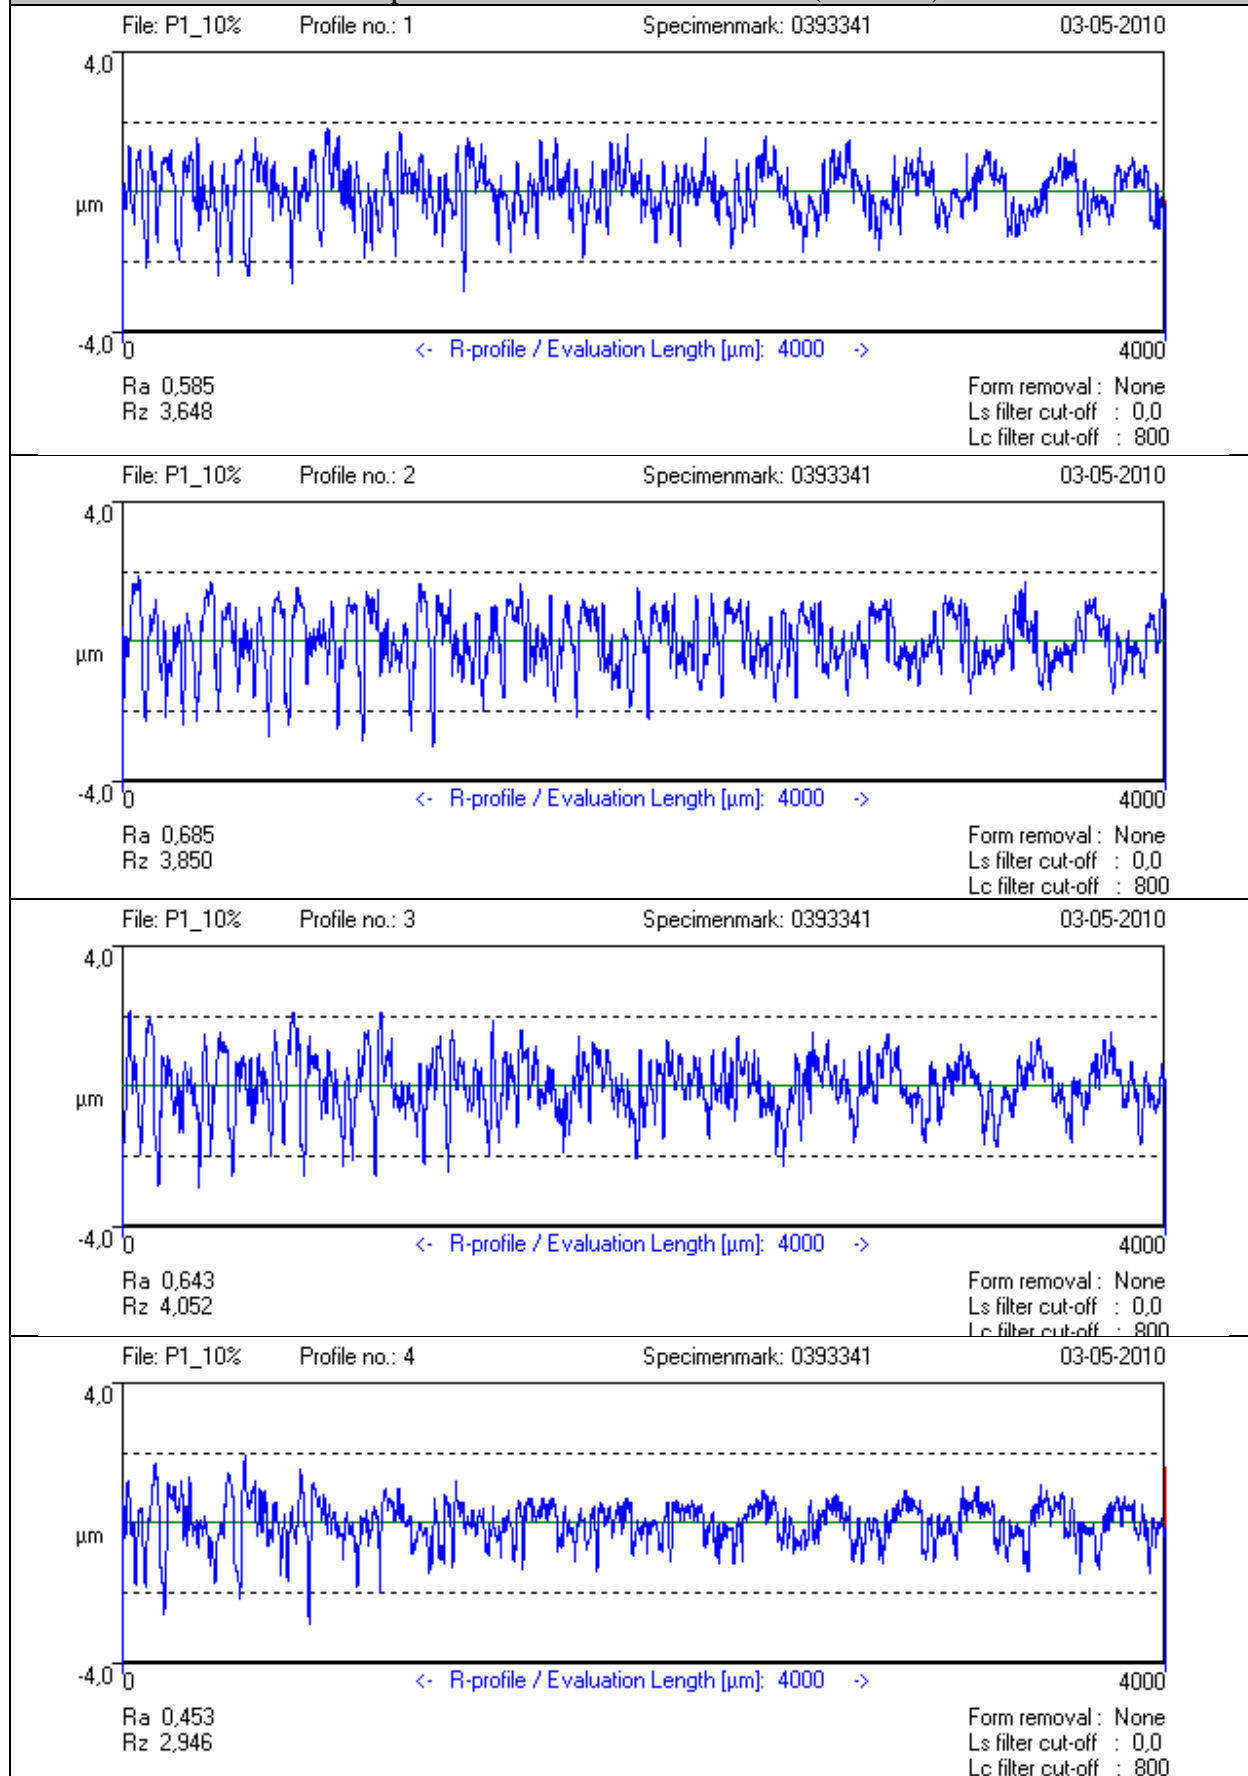 File: P1_10% Profile no.: 1 Specimenmark: 0393341 03-05-2010
4,0
µm
-4,0
0 <- R-profile / Evaluation Length [µm]: 4000 -> 4000
Ra 0,585 Form removal : None
Rz 3,648 Ls filter cut-off : 0,0
Lc filter cut-off : 800
File: P1_10% Profile no.: 2 Specimenmark: 0393341 03-05-2010
4,0
µm
-4,0
0 <- R-profile / Evaluation Length [µm]: 4000 -> 4000
Ra 0,685 Form removal : None
Rz 3,850 Ls filter cut-off : 0,0
Lc filter cut-off : 800
File: P1_10% Profile no.: 3 Specimenmark: 0393341 03-05-2010
4,0
µm
-4,0
0 <- R-profile / Evaluation Length [µm]: 4000 -> 4000
Ra 0,643 Form removal : None
Rz 4,052 Ls filter cut-off : 0,0
Lc filter cut-off : 800
File: P1_10% Profile no.: 4 Specimenmark: 0393341 03-05-2010
4,0
µm
-4,0
0 <- R-profile / Evaluation Length [µm]: 4000 -> 4000
Ra 0,453 Form removal : None
Rz 2,946 Ls filter cut-off : 0,0
Lc filter cut-off : 800